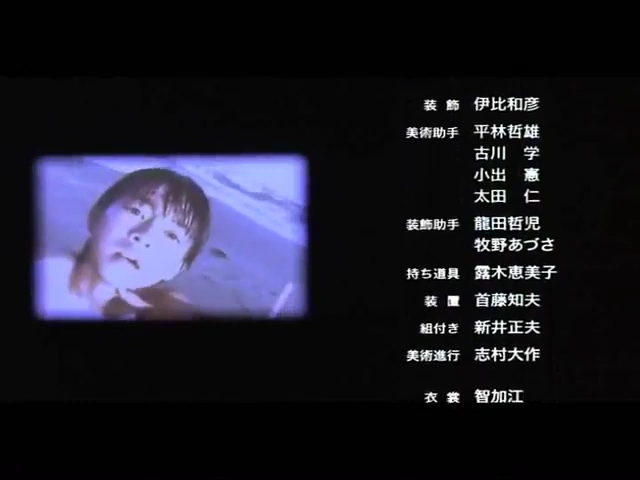 装飾 伊比和彦
美術助手 平林哲雄
古川 学
小出 憲
太田 仁
装飾助手 龍田哲児
牧野あづさ
持ち道具 露木恵美子
装置 首藤知夫
組付き 新井正夫
美術進行 志村大作
衣裳 智加江